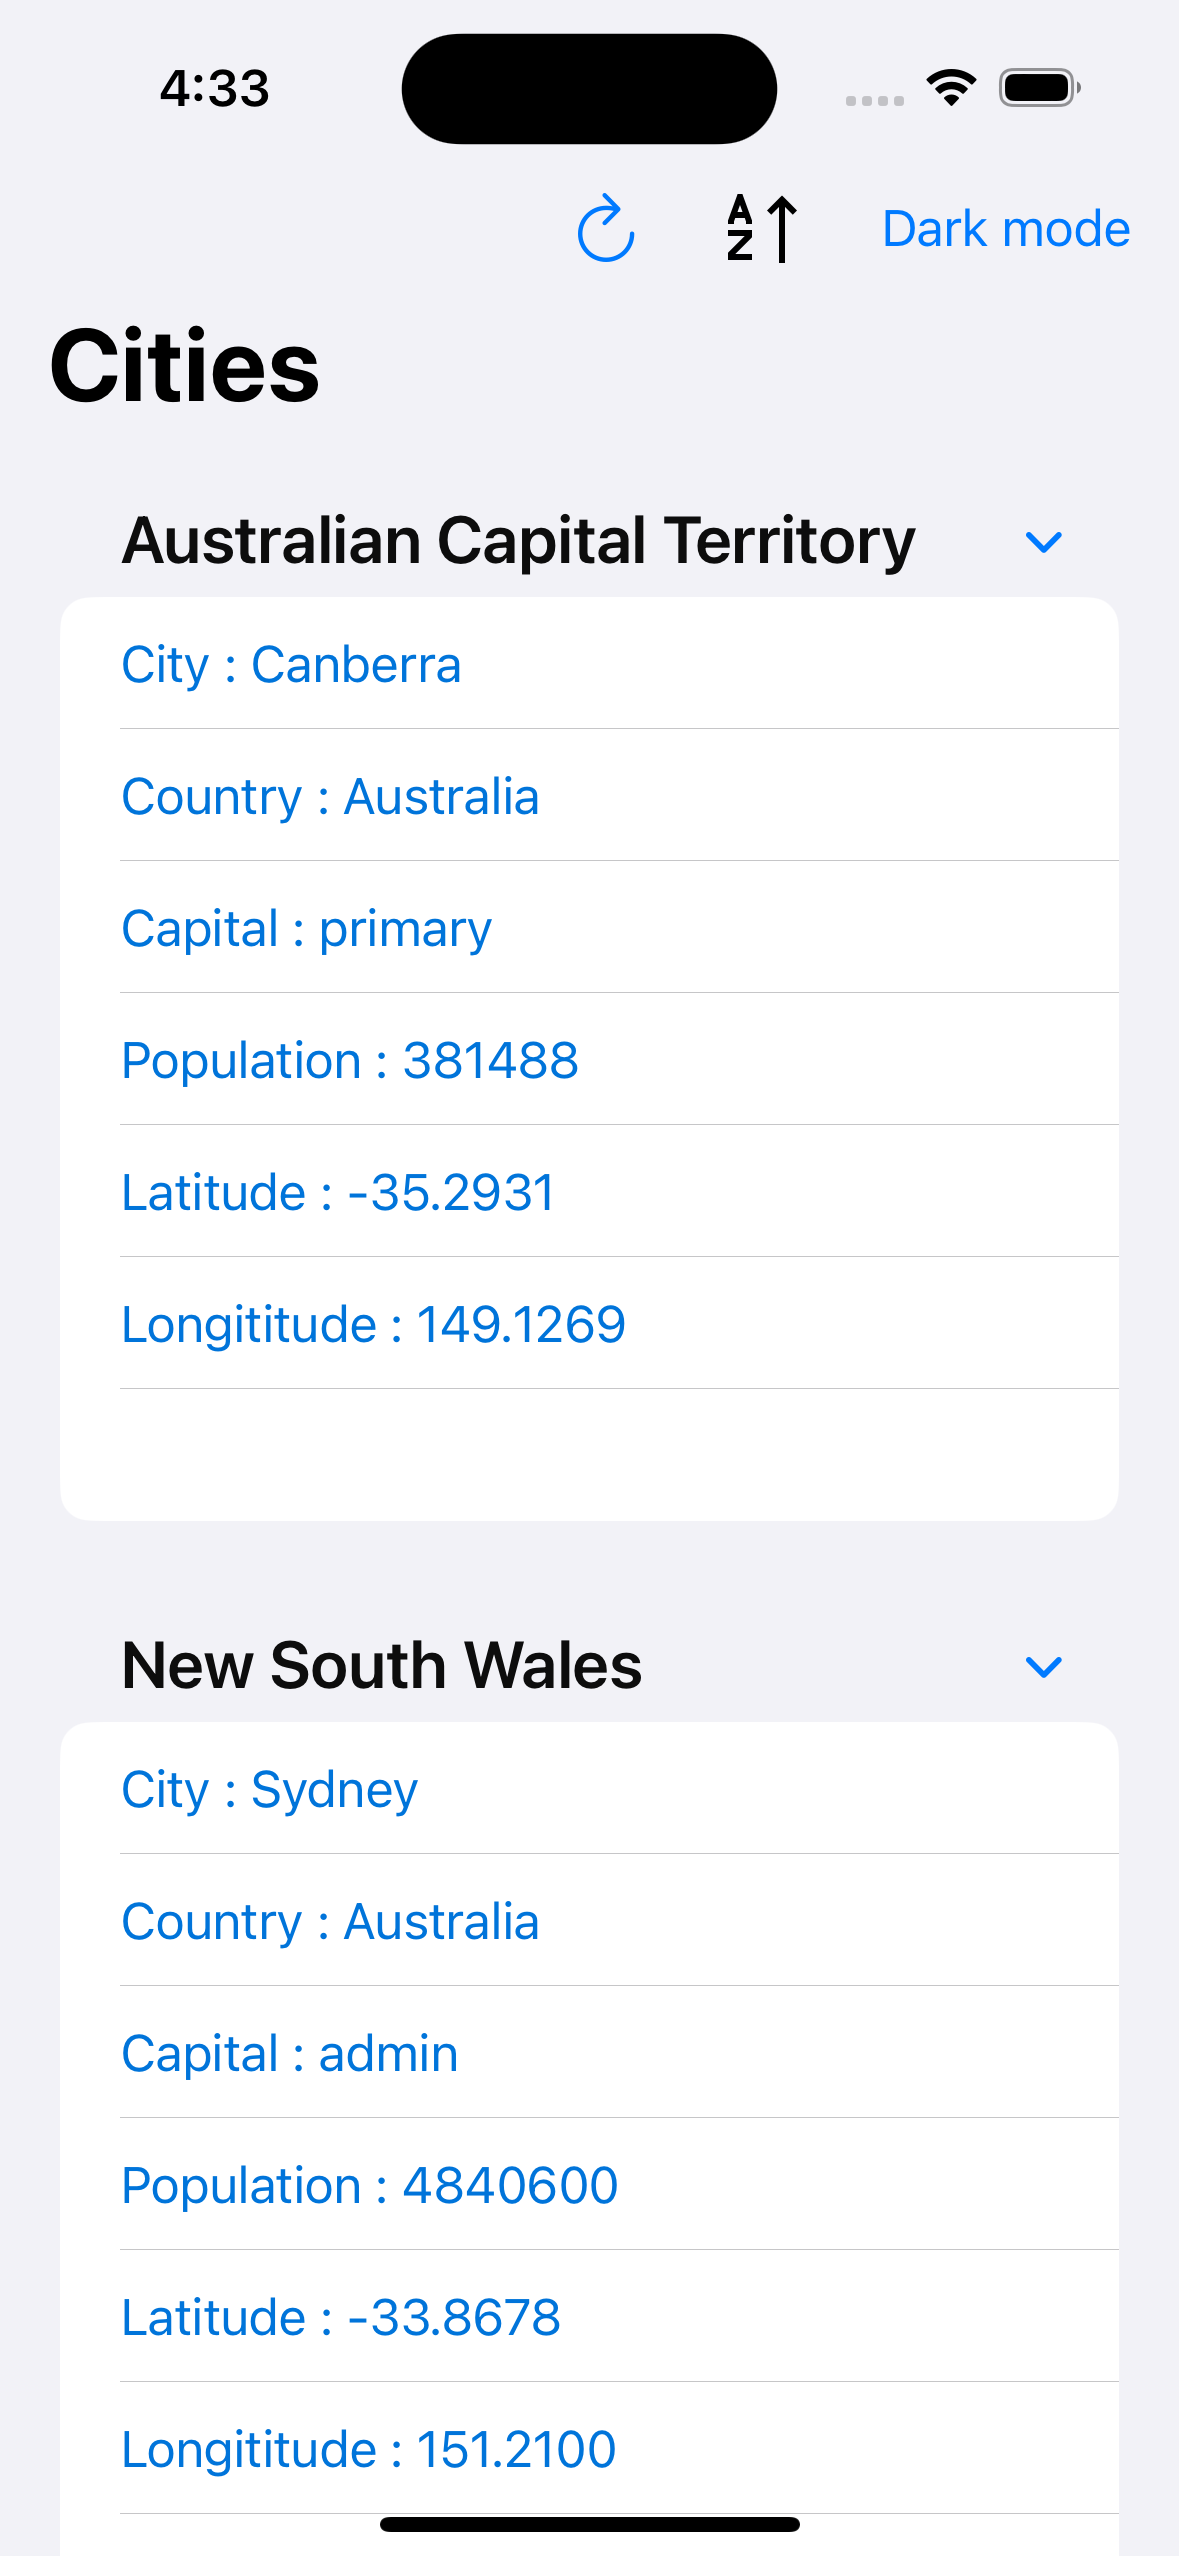 4:33
A
Z
Dark mode
Cities
Australian Capital Territory
City : Canberra
Country : Australia
Capital : primary
Population : 381488
Latitude : -35.2931
Longititude : 149.1269
New South Wales
City : Sydney
Country : Australia
Capital : admin
Population : 4840600
Latitude : -33.8678
Longititude : 151.2100